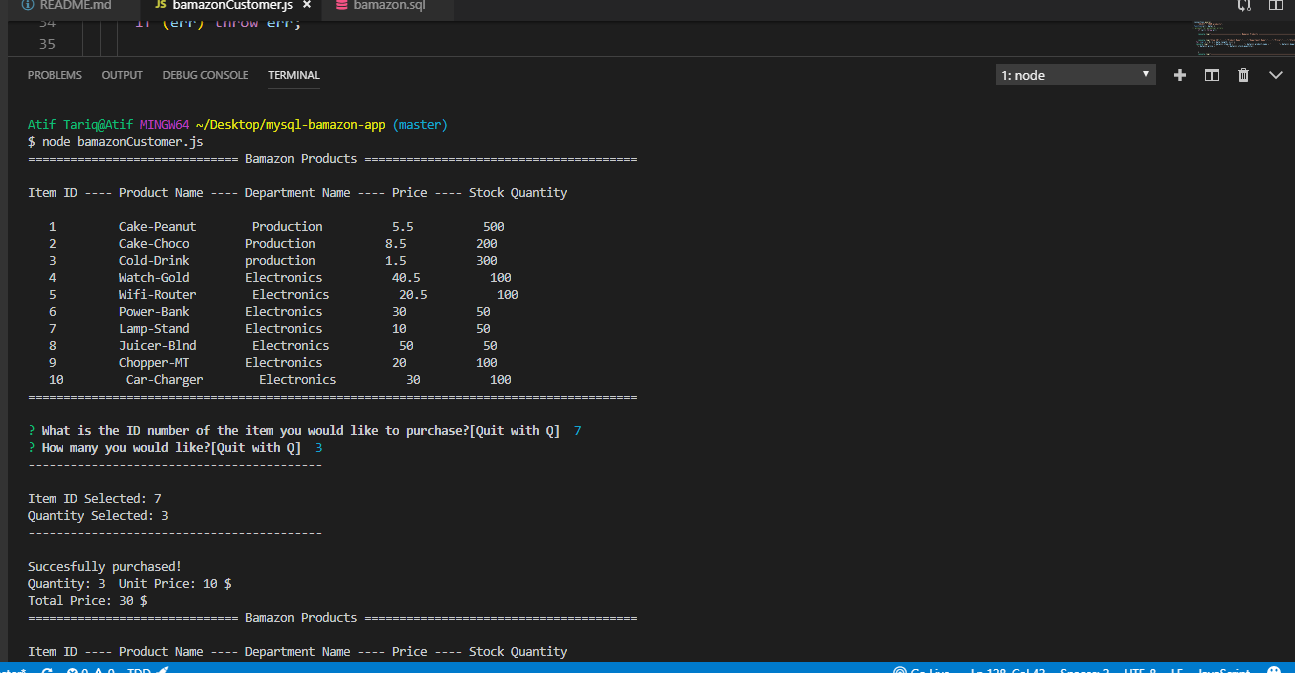 README.md JS bamazonCustomer.js × bamazon.sql
34 if (err) throw err;
35
PROBLEMS OUTPUT DEBUG CONSOLE TERMINAL 1: node
Atif Tariq@Atif MINGW64 ~/Desktop/mysql-bamazon-app (master)
$ node bamazonCustomer.js
============================== Bamazon Products =======================================
Item ID ---- Product Name ---- Department Name ---- Price ---- Stock Quantity
1 Cake-Peanut Production 5.5 500
2 Cake-Choco Production 8.5 200
3 Cold-Drink production 1.5 300
4 Watch-Gold Electronics 40.5 100
5 Wifi-Router Electronics 20.5 100
6 Power-Bank Electronics 30 50
7 Lamp-Stand Electronics 10 50
8 Juicer-Blnd Electronics 50 50
9 Chopper-MT Electronics 20 100
10 Car-Charger Electronics 30 100
=======================================================================================
? What is the ID number of the item you would like to purchase?[Quit with Q] 7
? How many you would like?[Quit with Q] 3
------------------------------------------
Item ID Selected: 7
Quantity Selected: 3
------------------------------------------
Succesfully purchased!
Quantity: 3 Unit Price: 10 $
Total Price: 30 $
============================== Bamazon Products =======================================
Item ID ---- Product Name ---- Department Name ---- Price ---- Stock Quantity
Go Live Ln 128, Col 43 Spaces: 2 UTF-8 LF JavaScript